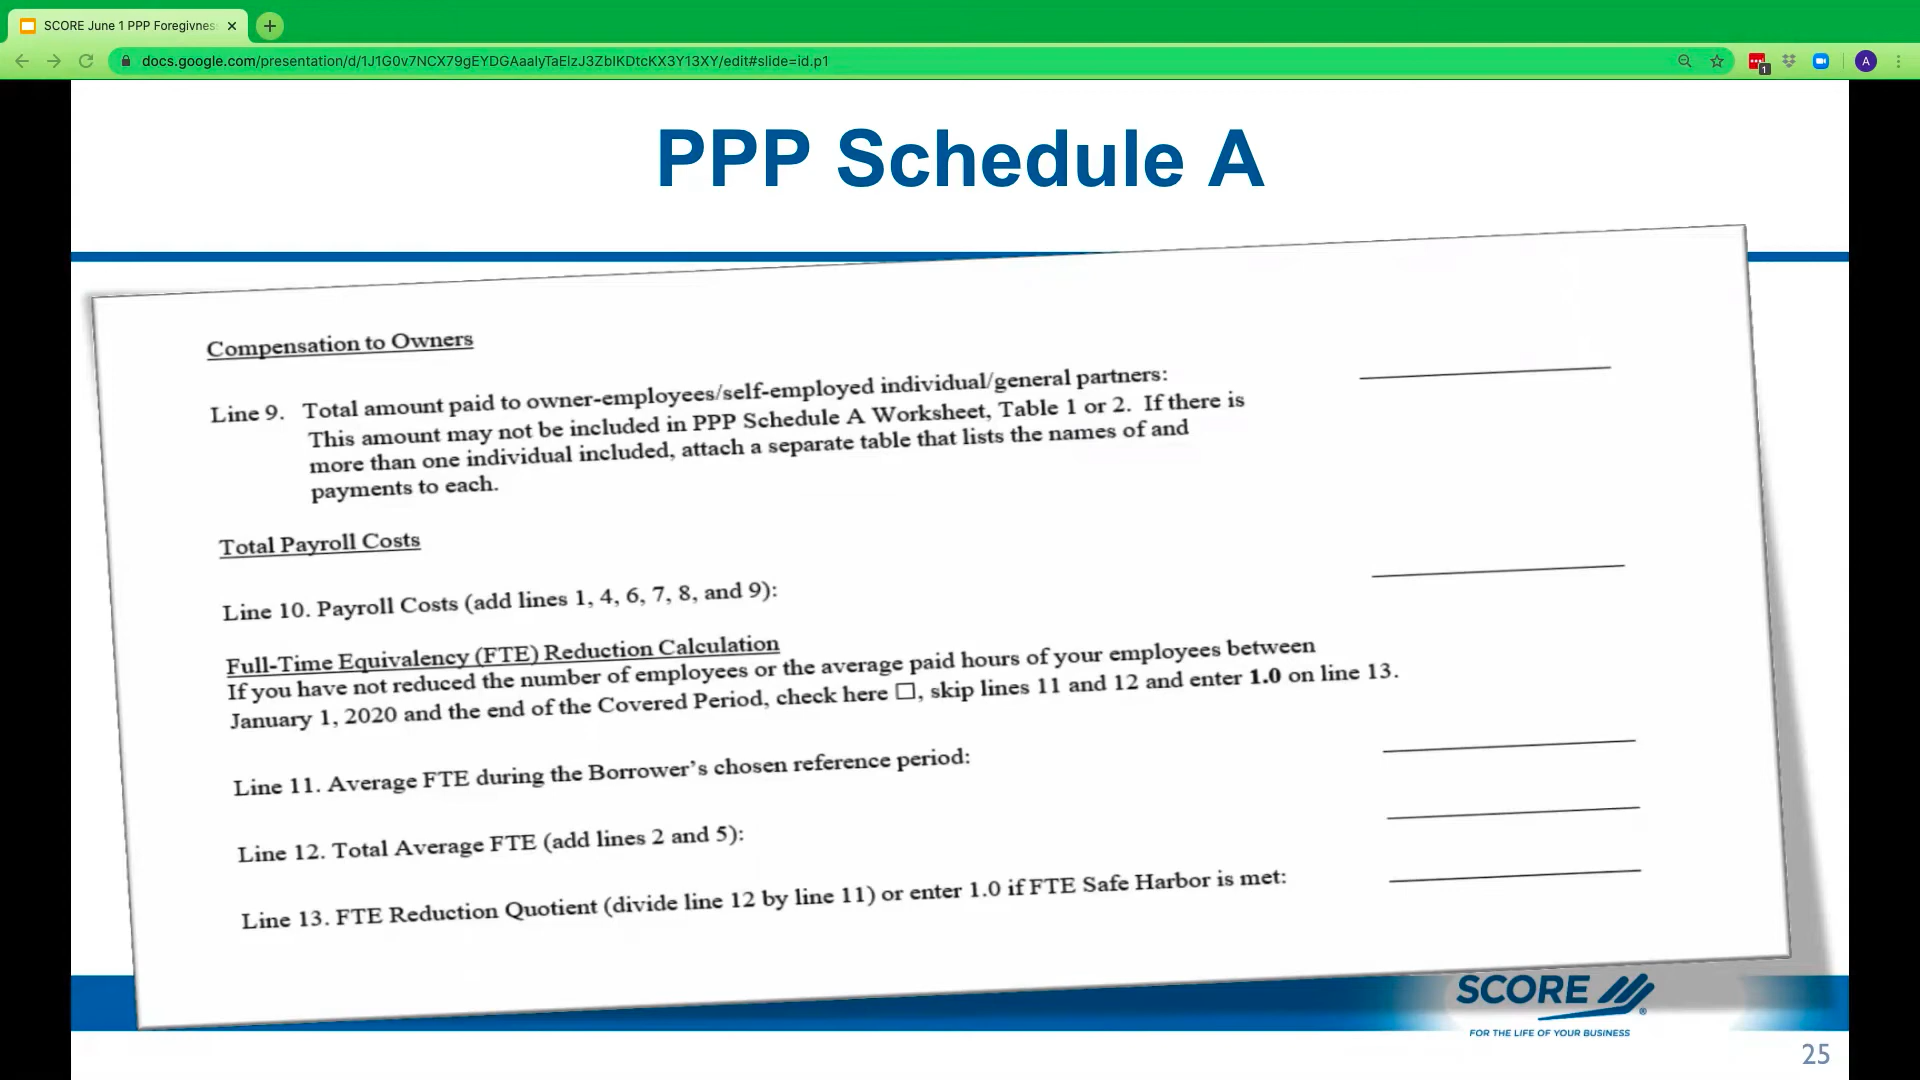 SCORE June 1 PPP Foregivnes
docs.google.com/presentation/d/1J1G0v7NCX79gEYDGAaalyTaElzJ3ZbIKDtcKX3Y13XY/edit#slide=id.p1
1
A
PPP Schedule A
Compensation to Owners
Line 9. Total amount paid to owner-employees/self-employed individual/general partners:
This amount may not be included in PPP Schedule A Worksheet, Table 1 or 2. If there is
more than one individual included, attach a separate table that lists the names of and
payments to each.
Total Payroll Costs
Line 10. Payroll Costs (add lines 1, 4, 6, 7, 8, and 9):
Full-Time Equivalency (FTE) Reduction Calculation
If you have not reduced the number of employees or the average paid hours of your employees between
January 1, 2020 and the end of the Covered Period, check here ☐, skip lines 11 and 12 and enter 1.0 on line 13.
Line 11. Average FTE during the Borrower's chosen reference period:
Line 12. Total Average FTE (add lines 2 and 5):
Line 13. FTE Reduction Quotient (divide line 12 by line 11) or enter 1.0 if FTE Safe Harbor is met:
SCORE
®
FOR THE LIFE OF YOUR BUSINESS
25